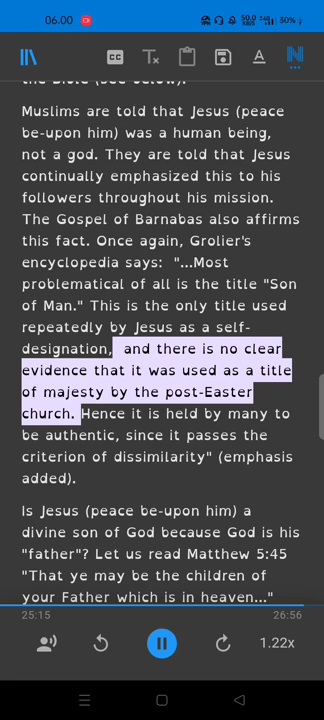 06.00
50.0
30%
CC
the Bible (see below).
Muslims are told that Jesus (peace
be-upon him) was a human being,
not a god. They are told that Jesus
continually emphasized this to his
followers throughout his mission.
The Gospel of Barnabas also affirms
this fact. Once again, Grolier's
encyclopedia says:  "...Most
problematical of all is the title "Son
of Man." This is the only title used
repeatedly by Jesus as a self-
designation,  and there is no clear
evidence that it was used as a title
of majesty by the post-Easter
church. Hence it is held by many to
be authentic, since it passes the
criterion of dissimilarity" (emphasis
added).
Is Jesus (peace be-upon him) a
divine son of God because God is his
"father"? Let us read Matthew 5:45
"That ye may be the children of
your Father which is in heaven..."
25:15
26:56
1.22x